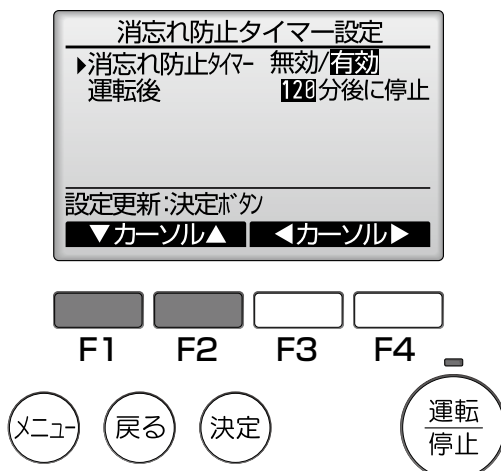 消忘れ防止タイマー設定
▶消忘れ防止ﾀｲﾏｰ 無効/有効
運転後 120分後に停止
設定更新:決定ﾎﾞﾀﾝ
▼カーソル▲ ◀カーソル▶
F1 F2 F3 F4
ﾒﾆｭｰ 戻る 決定 運転
停止